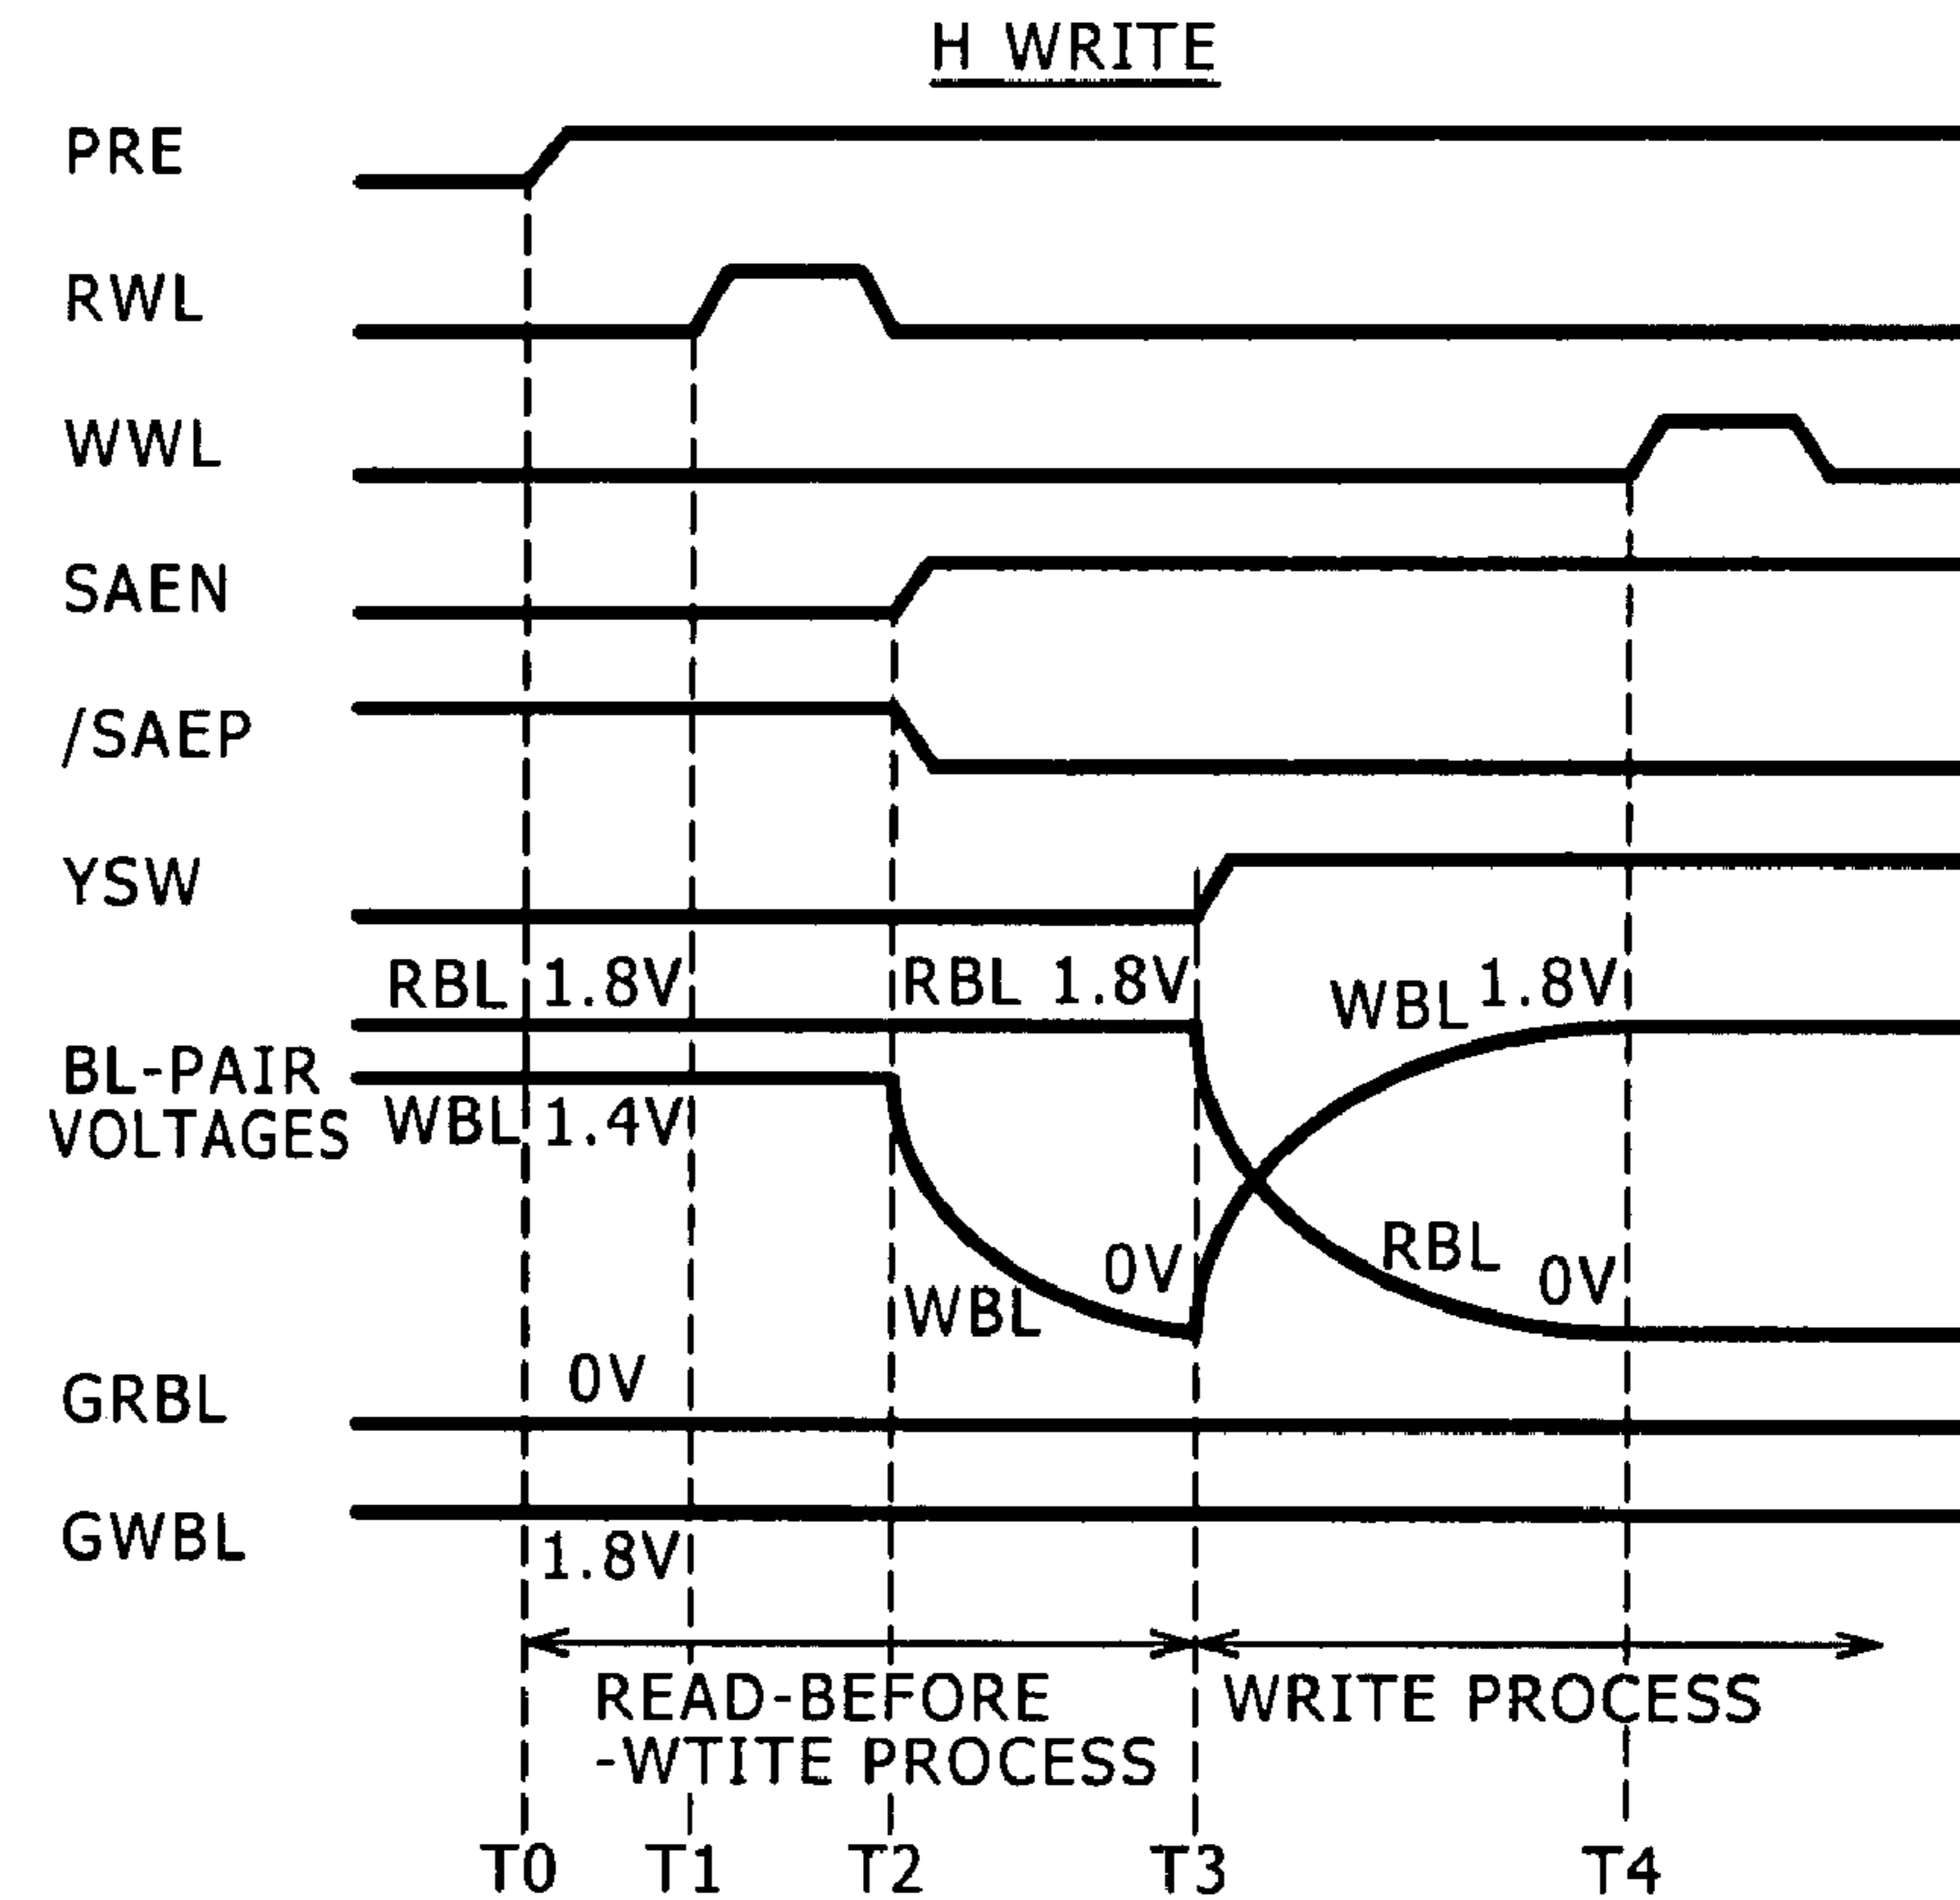 H WRITE
PRE
RWL
WWL
SAEN
/SAEP
YSW
RBL 1.8V RBL 1.8V WBL 1.8V
BL-PAIR
VOLTAGES
WBL 1.4V
WBL 0V RBL 0V
GRBL 0V
GWBL
1.8V
READ-BEFORE
-WTITE PROCESS
WRITE PROCESS
T0 T1 T2 T3 T4